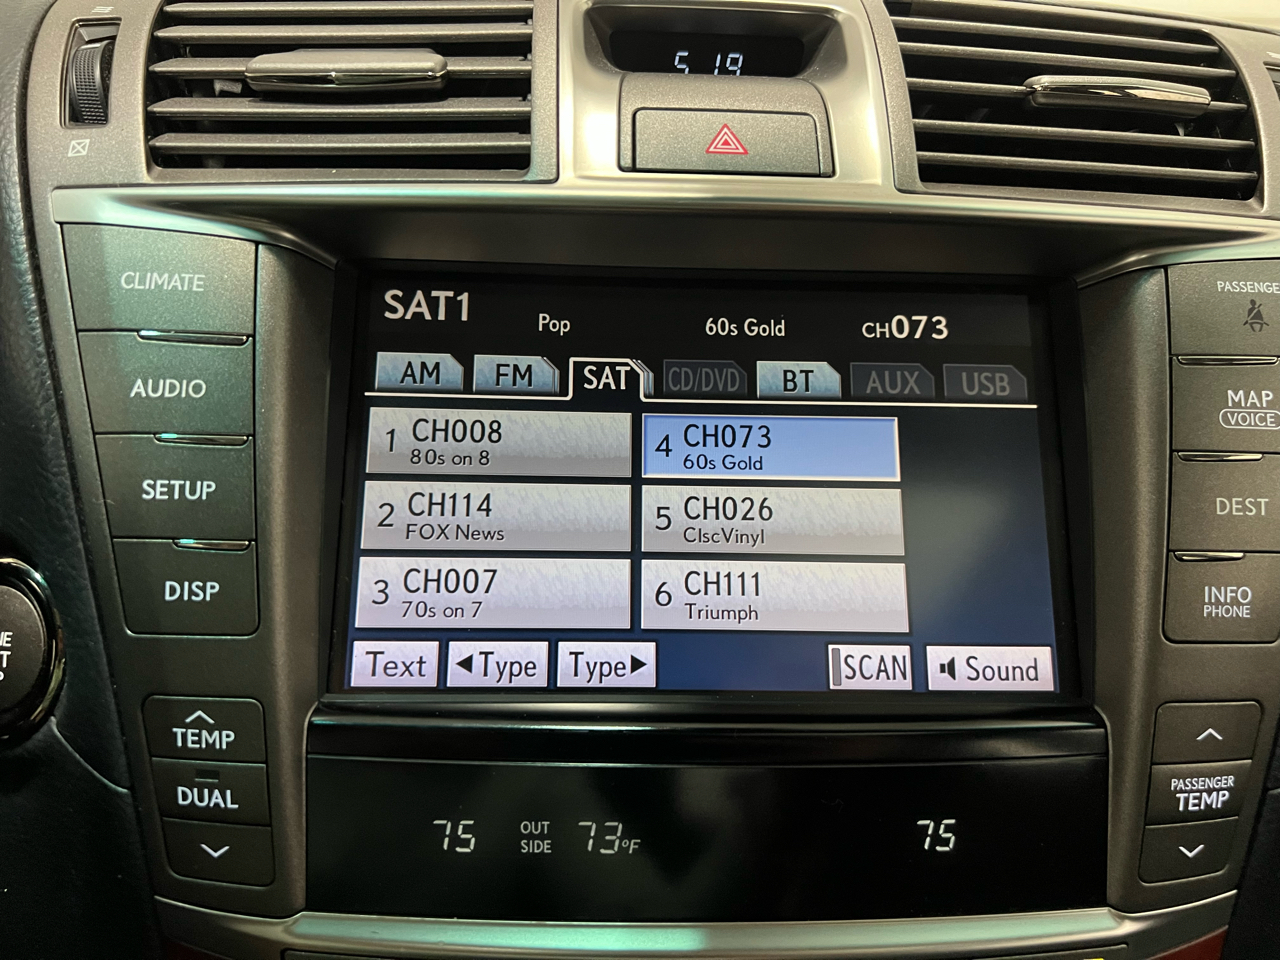 5 19
CLIMATE
AUDIO
SETUP
DISP
TEMP
DUAL
SAT1
Pop
60s Gold
CH073
AM
FM
SAT
CD/DVD
BT
AUX
USB
1 CH008
80s on 8
2 CH114
FOX News
3 CH007
70s on 7
4 CH073
60s Gold
5 CH026
ClscVinyl
6 CH111
Triumph
Text
◄Type
Type►
SCAN
Sound
75
OUT
SIDE
73°F
75
PASSENGE
MAP
VOICE
DEST
INFO
PHONE
PASSENGER
TEMP